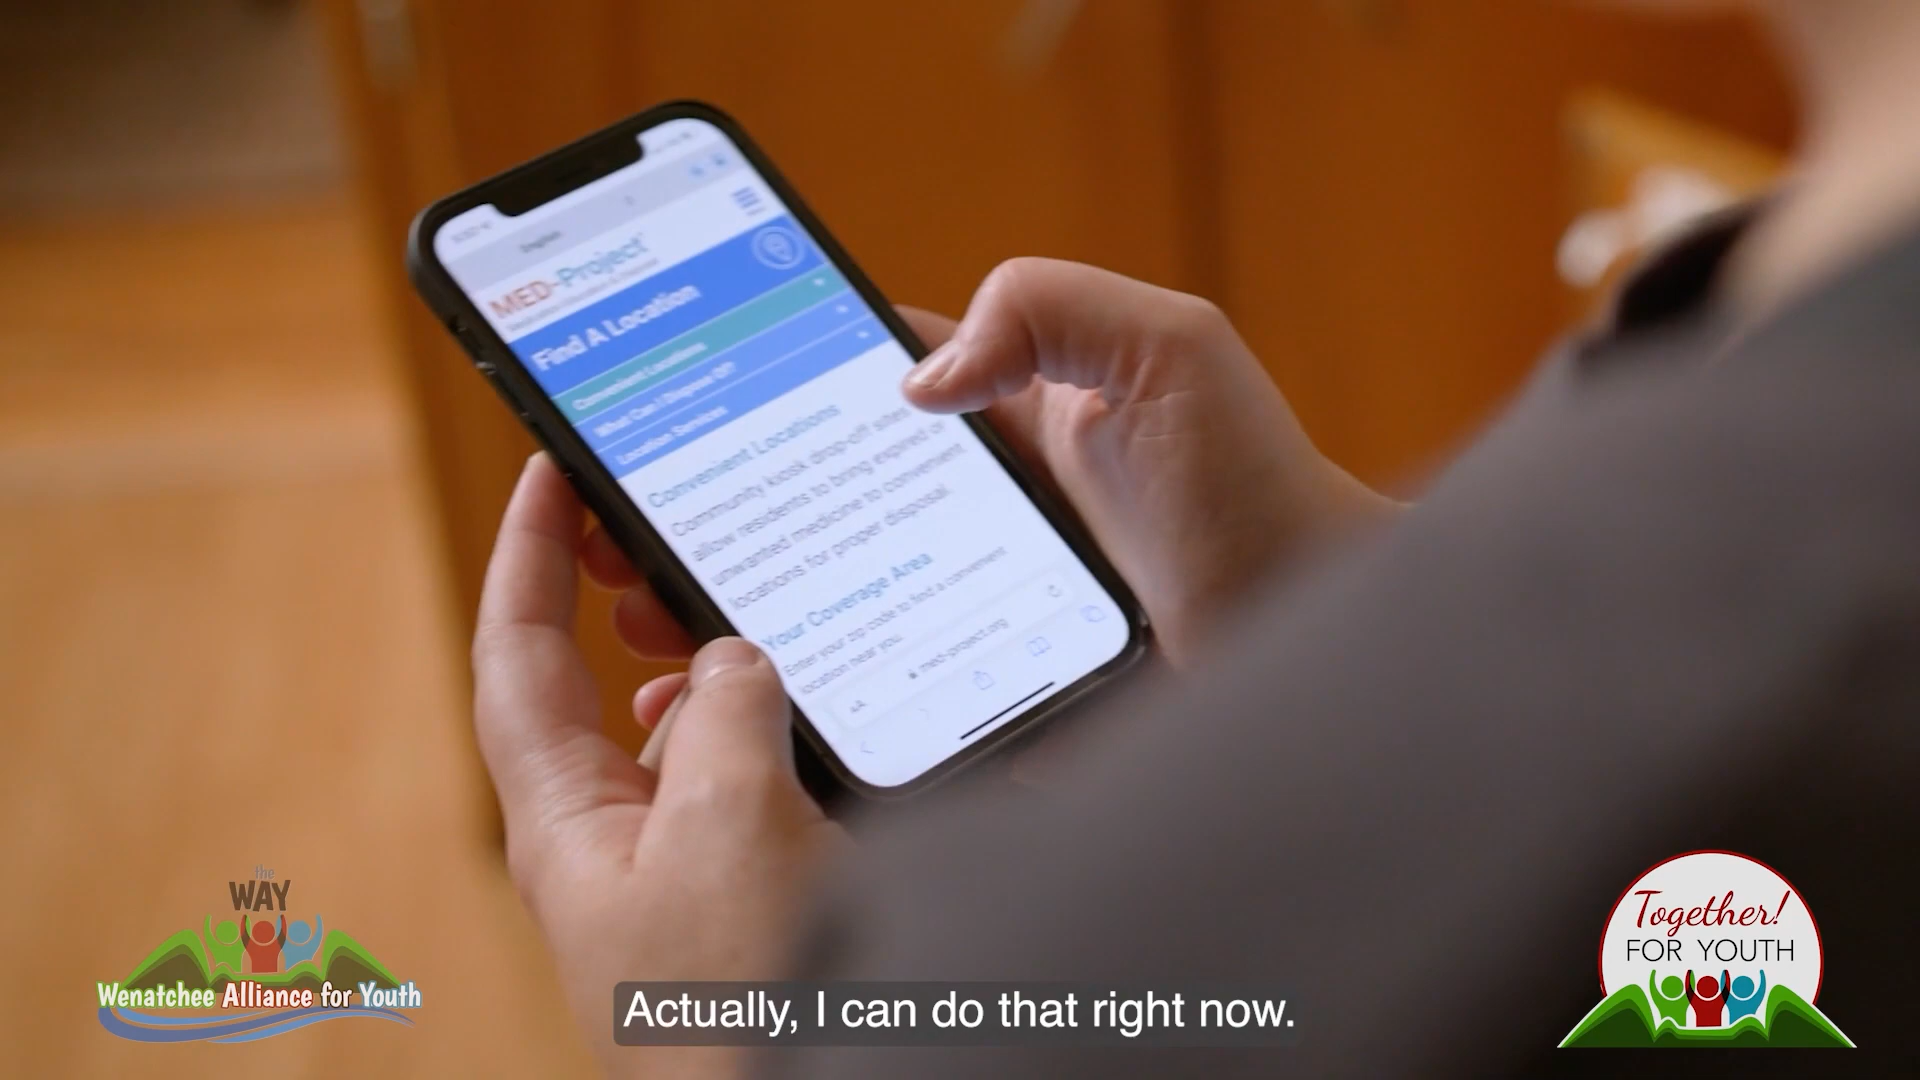 English
MED-Project
Find A Location
Convenient Locations
What Can I Dispose Of?
Location Services
Convenient Locations
Community kiosk drop-off sites
allow residents to bring expired or
unwanted medicine to convenient
locations for proper disposal.
Your Coverage Area
Enter your zip code to find a convenient
location near you.
AA
med-project.org
the
WAY
Wenatchee Alliance for Youth
Together!
FOR YOUTH
Actually, I can do that right now.